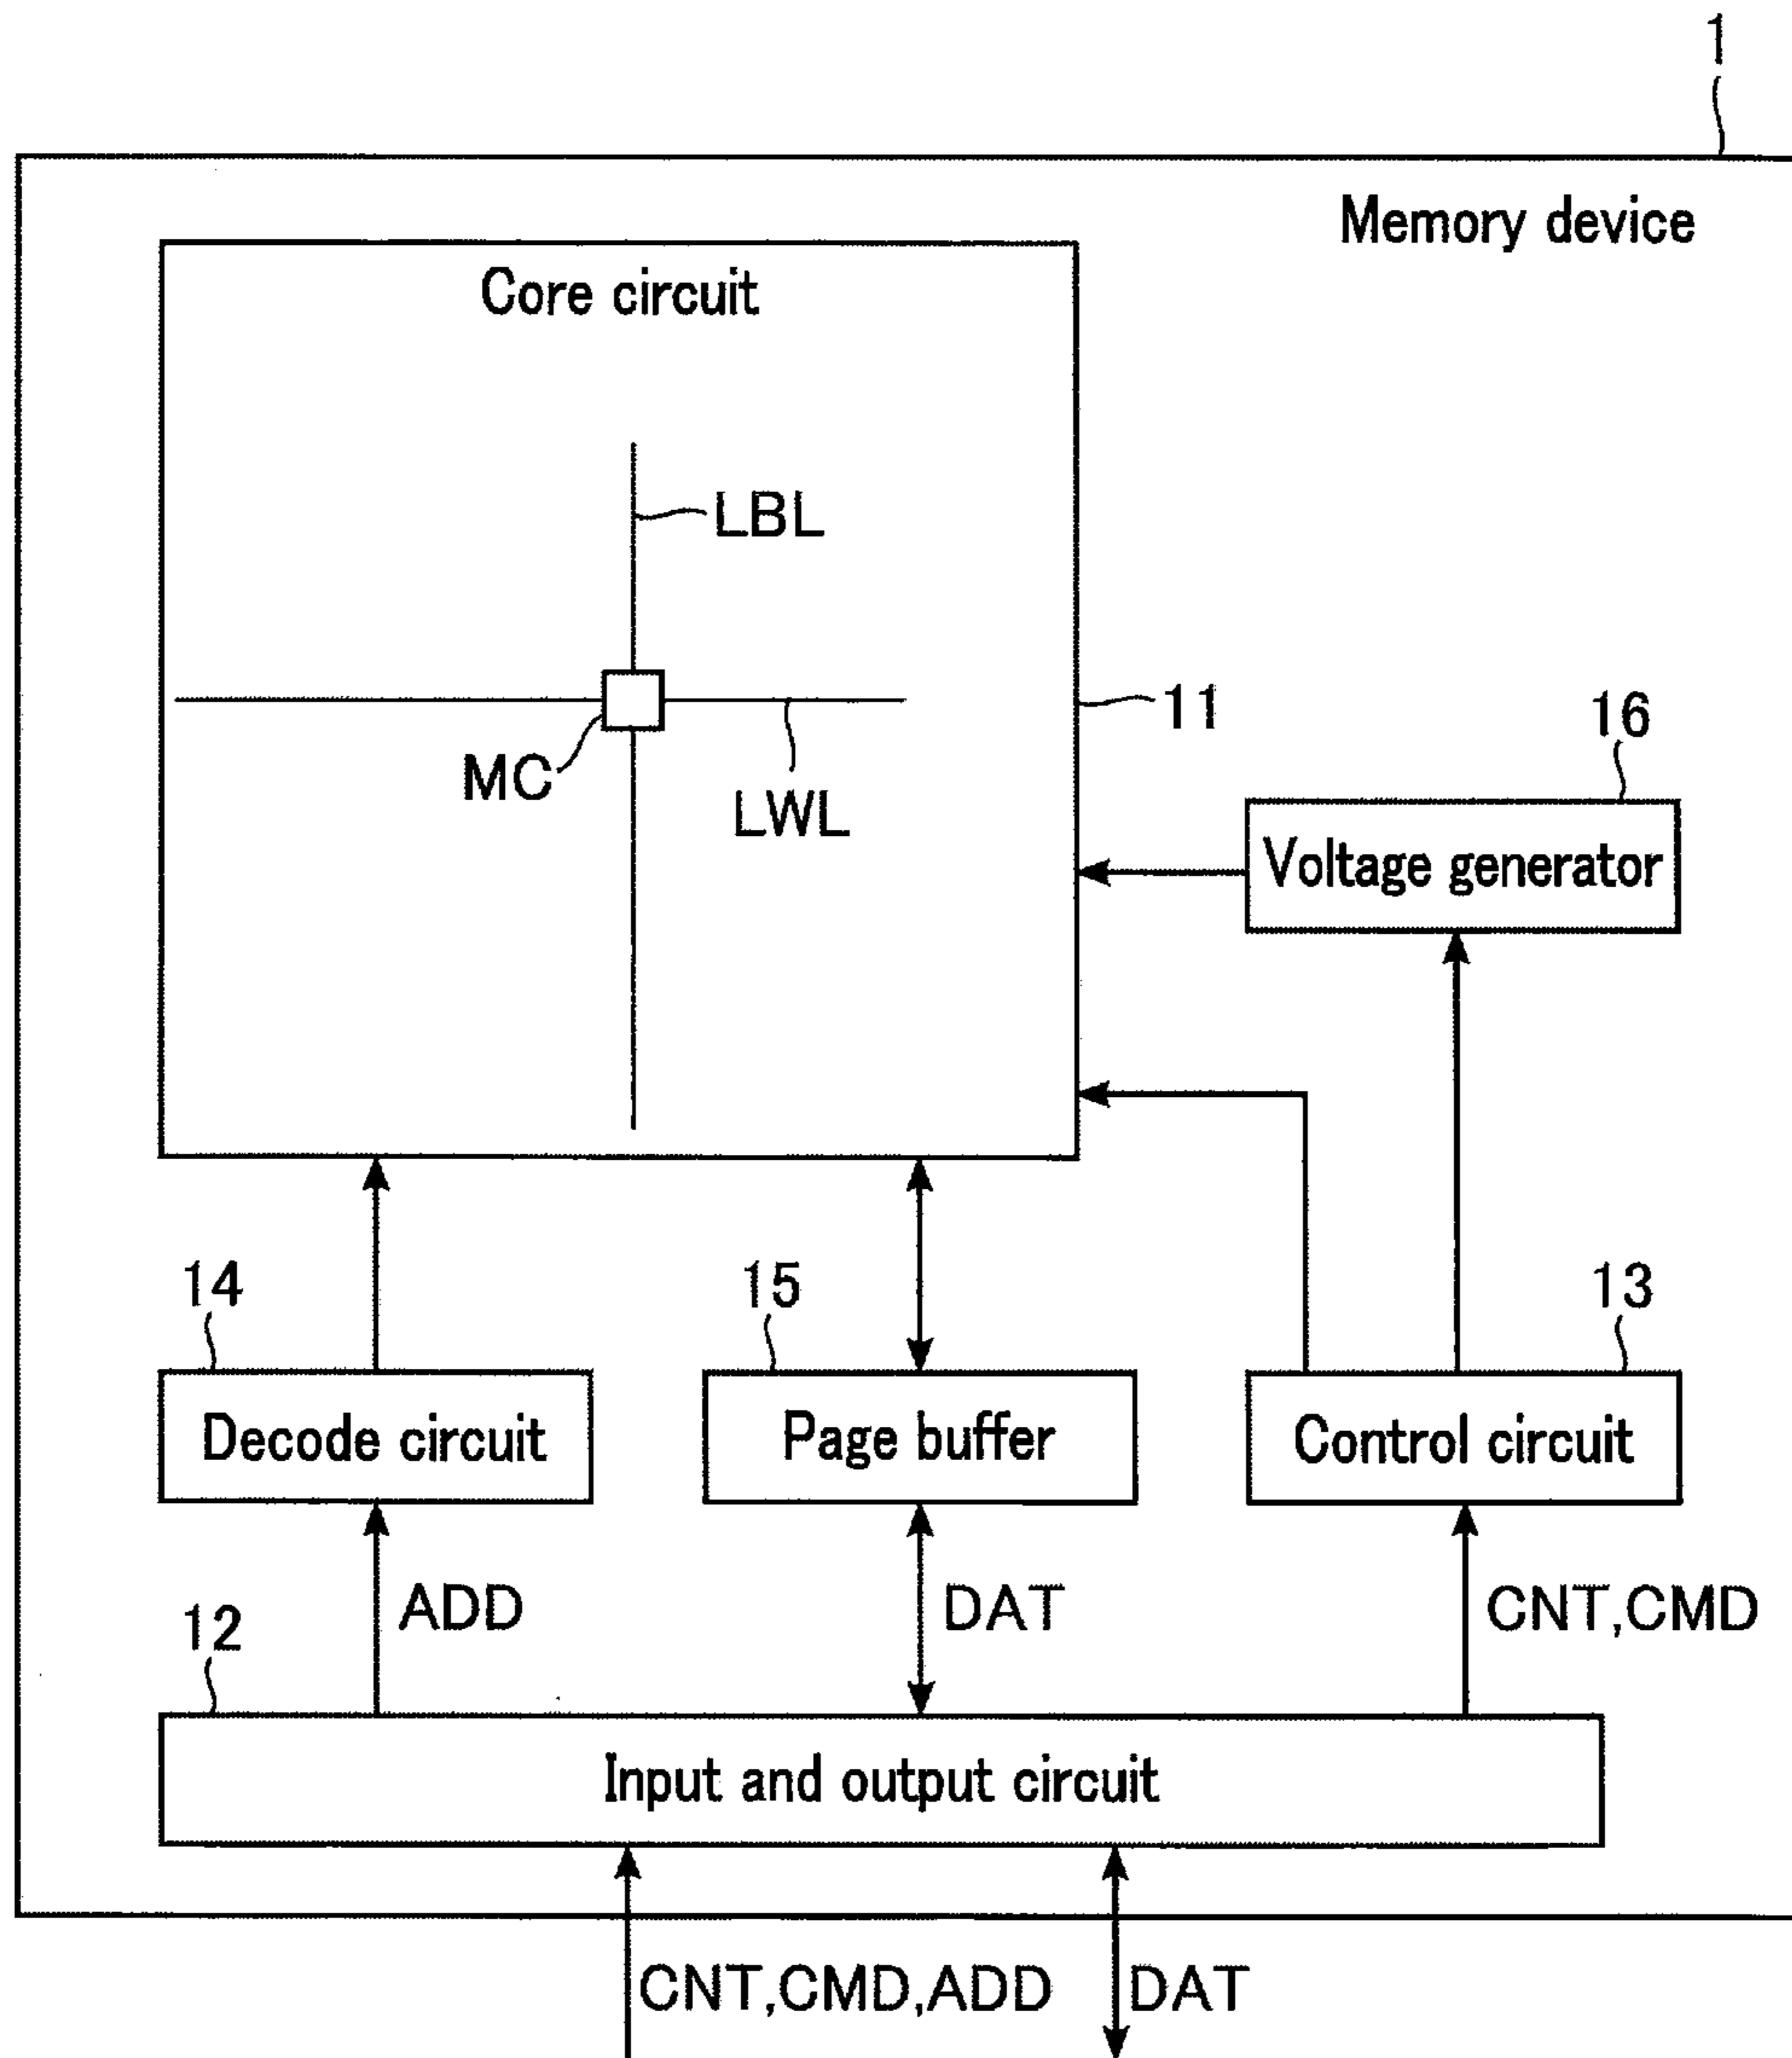 1
Memory device
Core circuit
LBL
11
MC
LWL
16
Voltage generator
14
15
13
Decode circuit
Page buffer
Control circuit
ADD
DAT
CNT,CMD
12
Input and output circuit
CNT,CMD,ADD
DAT